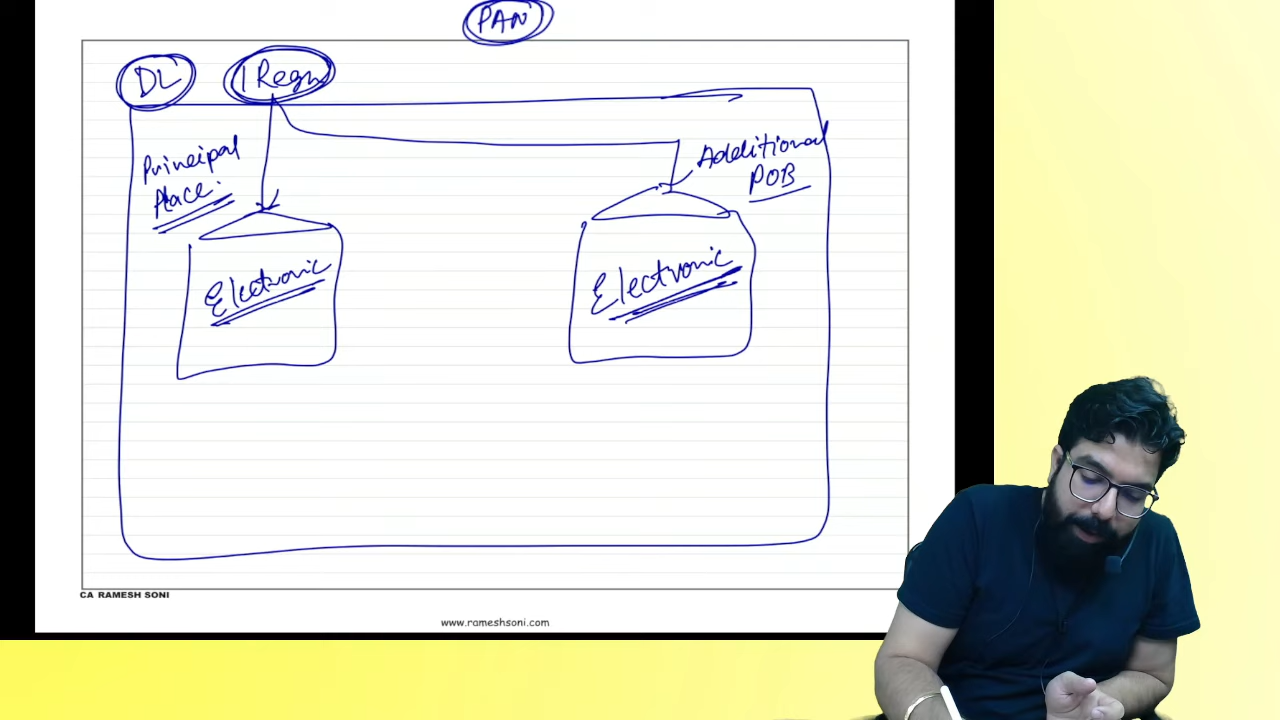 PAN
DL
1 Regn
Principal
Place.
Additional
POB
Electronic
Electronic
CA RAMESH SONI
www.rameshsoni.com